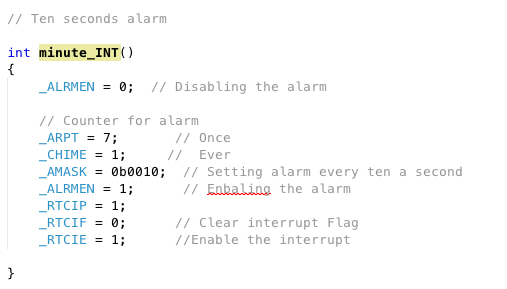 // Ten seconds alarm
int minute_INT()
{
_ALRMEN = 0;  // Disabling the alarm
// Counter for alarm
_ARPT = 7;       // Once
_CHIME = 1;     //  Ever
_AMASK = 0b0010;  // Setting alarm every ten a second
_ALRMEN = 1;      // Enbaling the alarm
_RTCIP = 1;
_RTCIF = 0;      // Clear interrupt Flag
_RTCIE = 1;      //Enable the interrupt
}